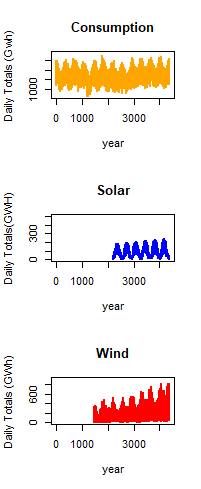 Consumption
Daily Totals (Gwh)
1000
0 1000 3000
year
Solar
Daily Totals(GWH)
0 300
0 1000 3000
year
Wind
Daily Totals (GWh)
0 600
0 1000 3000
year